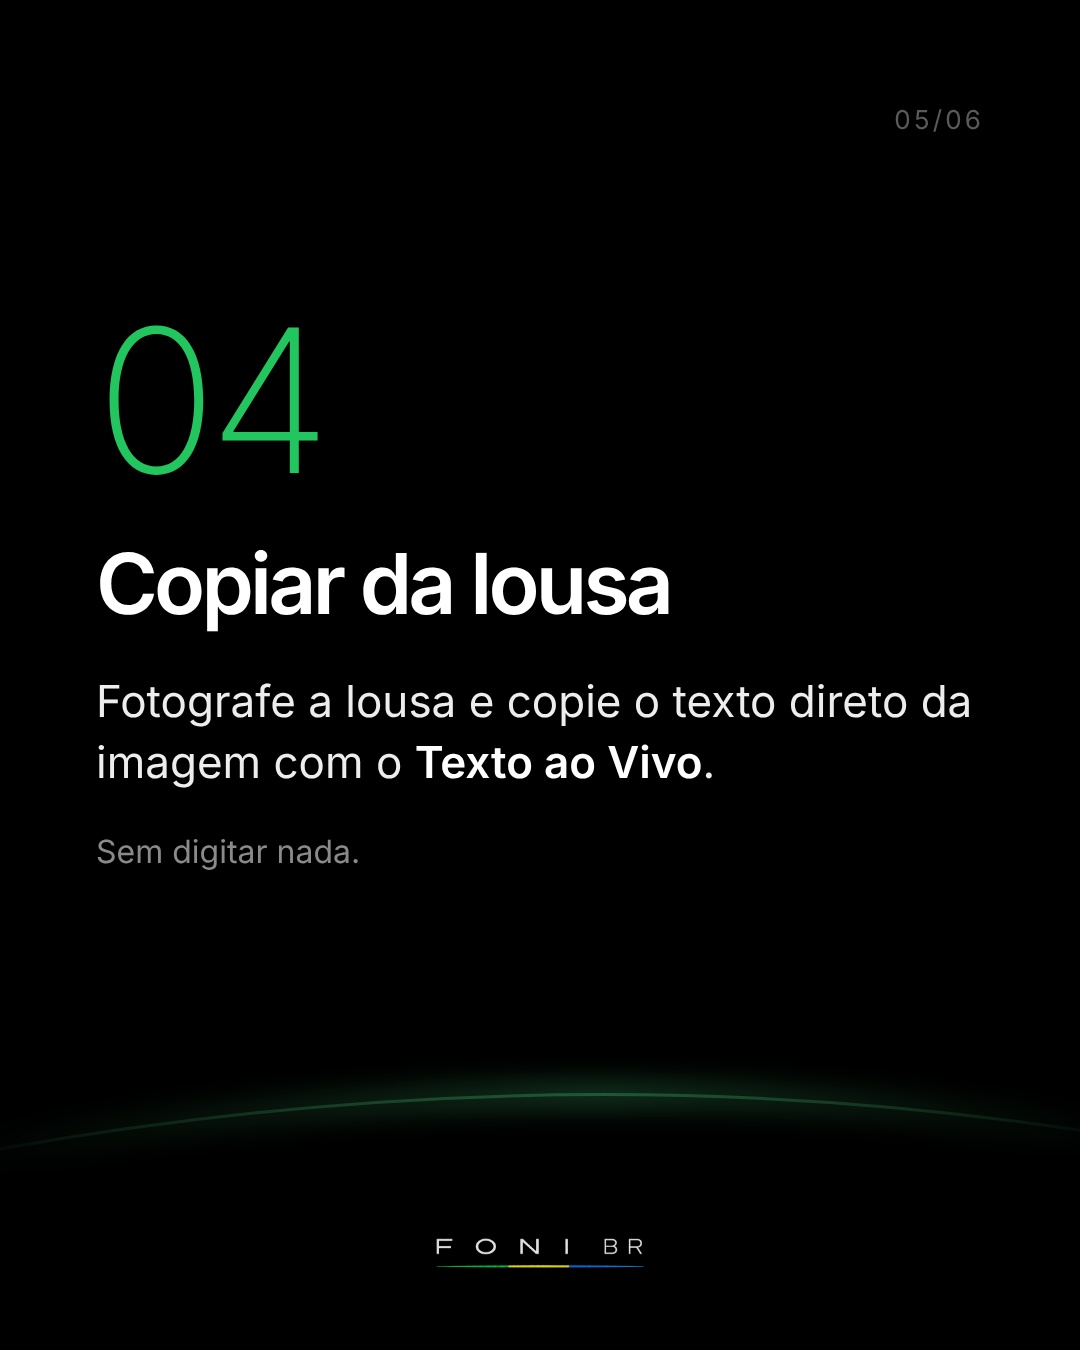 05/06
04
Copiar da lousa
Fotografe a lousa e copie o texto direto da
imagem com o Texto ao Vivo.
Sem digitar nada.
FONI BR